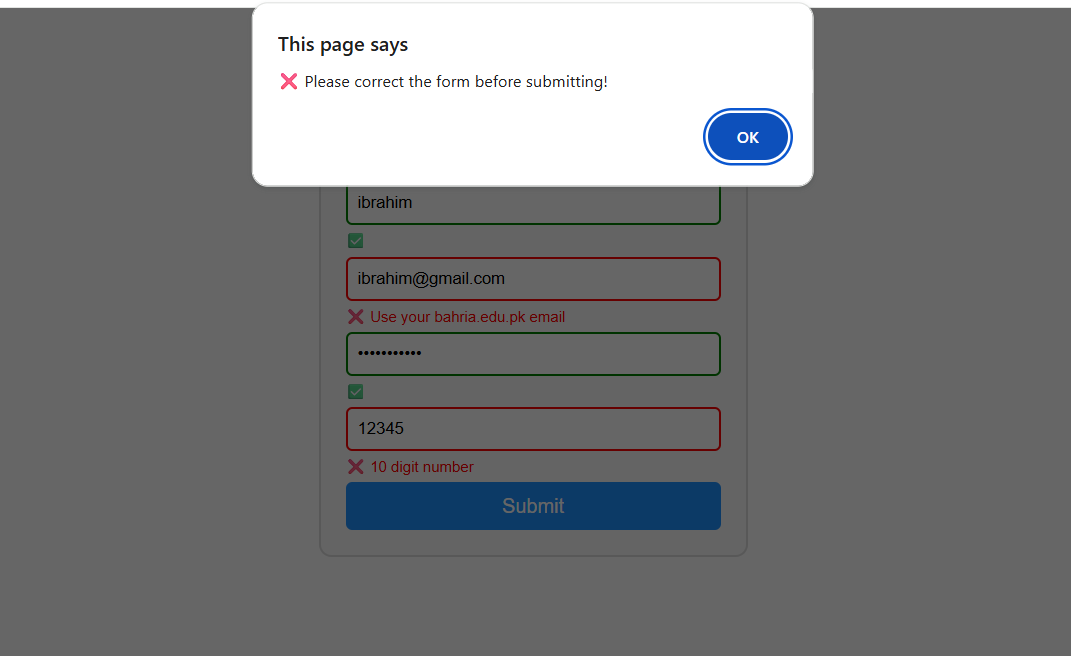 This page says
❌ Please correct the form before submitting!
OK
ibrahim
✅
ibrahim@gmail.com
❌ Use your bahria.edu.pk email
•••••••••••
✅
12345
❌ 10 digit number
Submit